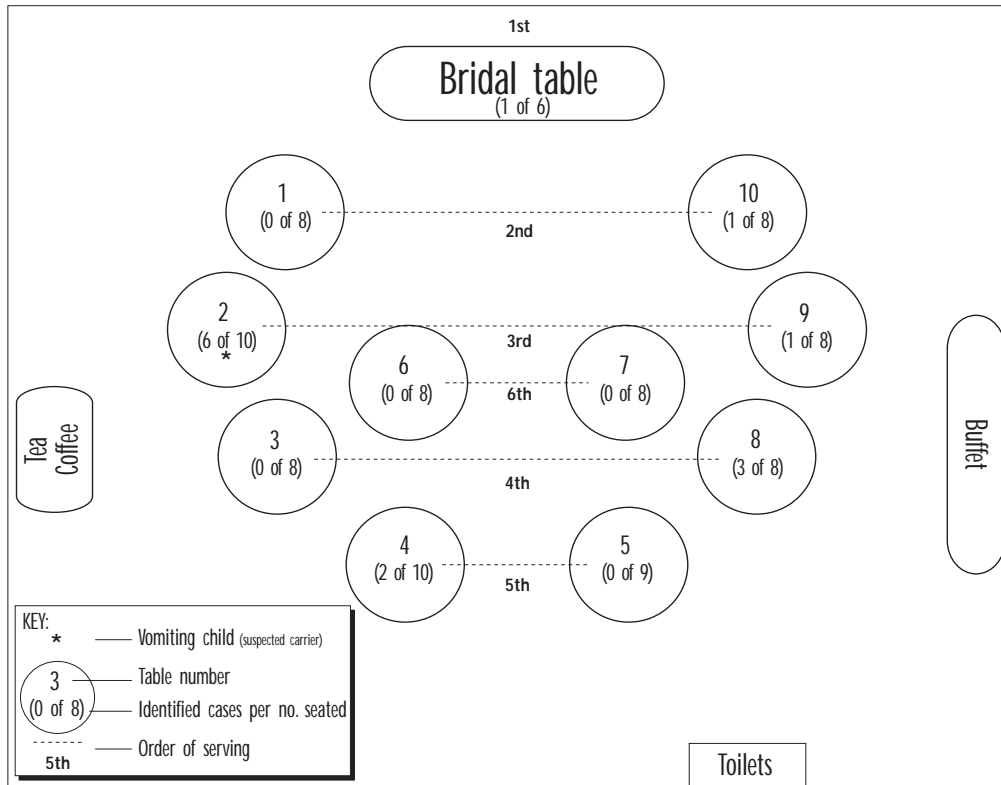 1st
Bridal table
(1 of 6)
1
(0 of 8)
10
(1 of 8)
2nd
2
(6 of 10)
*
9
(1 of 8)
3rd
6
(0 of 8)
7
(0 of 8)
6th
Tea
Coffee
3
(0 of 8)
8
(3 of 8)
4th
Buffet
4
(2 of 10)
5
(0 of 9)
5th
KEY:
* Vomiting child (suspected carrier)
3
Table number
(0 of 8)
Identified cases per no. seated
Order of serving
5th
Toilets